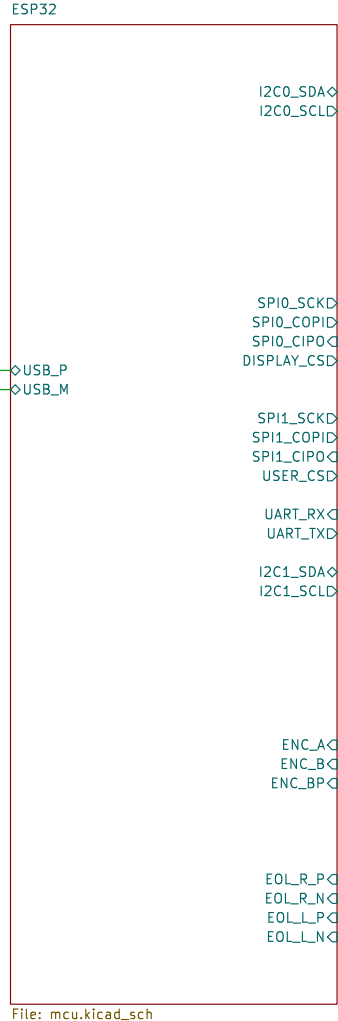 ESP32
I2C0_SDA
I2C0_SCL
SPI0_SCK
SPI0_COPI
SPI0_CIPO
DISPLAY_CS
USB_P
USB_M
SPI1_SCK
SPI1_COPI
SPI1_CIPO
USER_CS
UART_RX
UART_TX
I2C1_SDA
I2C1_SCL
ENC_A
ENC_B
ENC_BP
EOL_R_P
EOL_R_N
EOL_L_P
EOL_L_N
File: mcu.kicad_sch